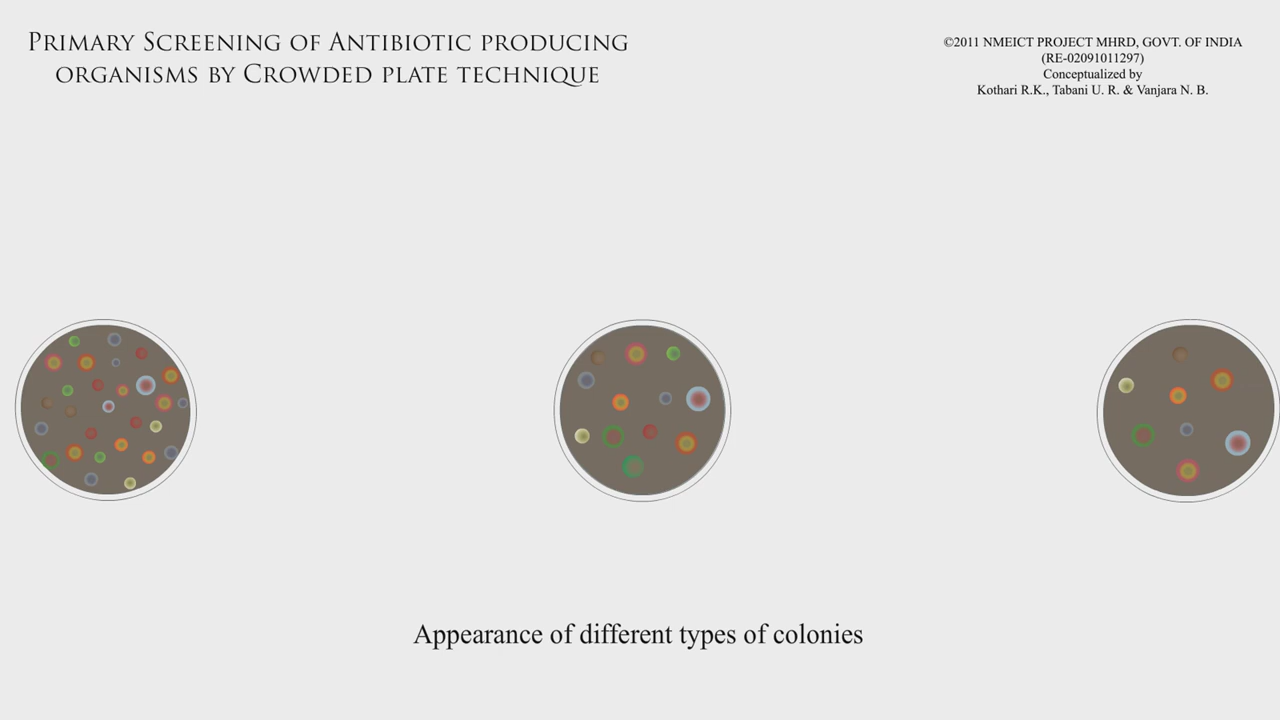 Primary Screening of Antibiotic producing
organisms by Crowded plate technique
©2011 NMEICT PROJECT MHRD, GOVT. OF INDIA
(RE-02091011297)
Conceptualized by
Kothari R.K., Tabani U. R. & Vanjara N. B.
Appearance of different types of colonies